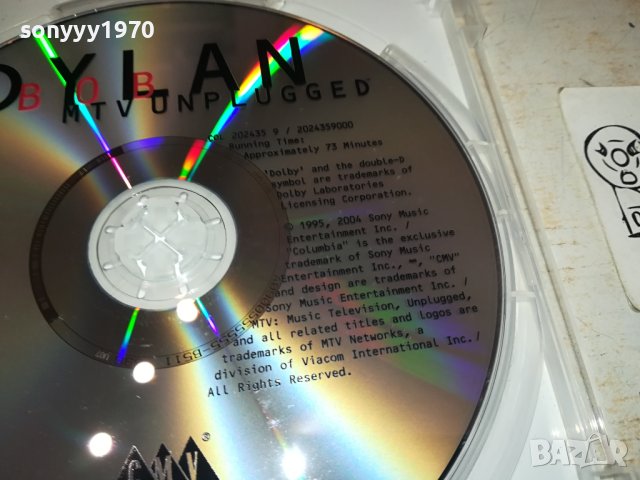 sonyyy1970
DYLAN
BOB
MTV UNPLUGGED
202435 9 / 2024359000
Running Time:
Approximately 73 Minutes
'Dolby' and the double-D
symbol are trademarks of
Dolby Laboratories
Licensing Corporation.
© 1995, 2004 Sony Music
Entertainment Inc. /
"Columbia" is the exclusive
trademark of Sony Music
Entertainment Inc., "CMV"
and design are trademarks of
Sony Music Entertainment Inc. /
MTV: Music Television, Unplugged,
and all related titles and logos are
trademarks of MTV Networks, a
division of Viacom International Inc. /
All Rights Reserved.
CMV®
BAZAR